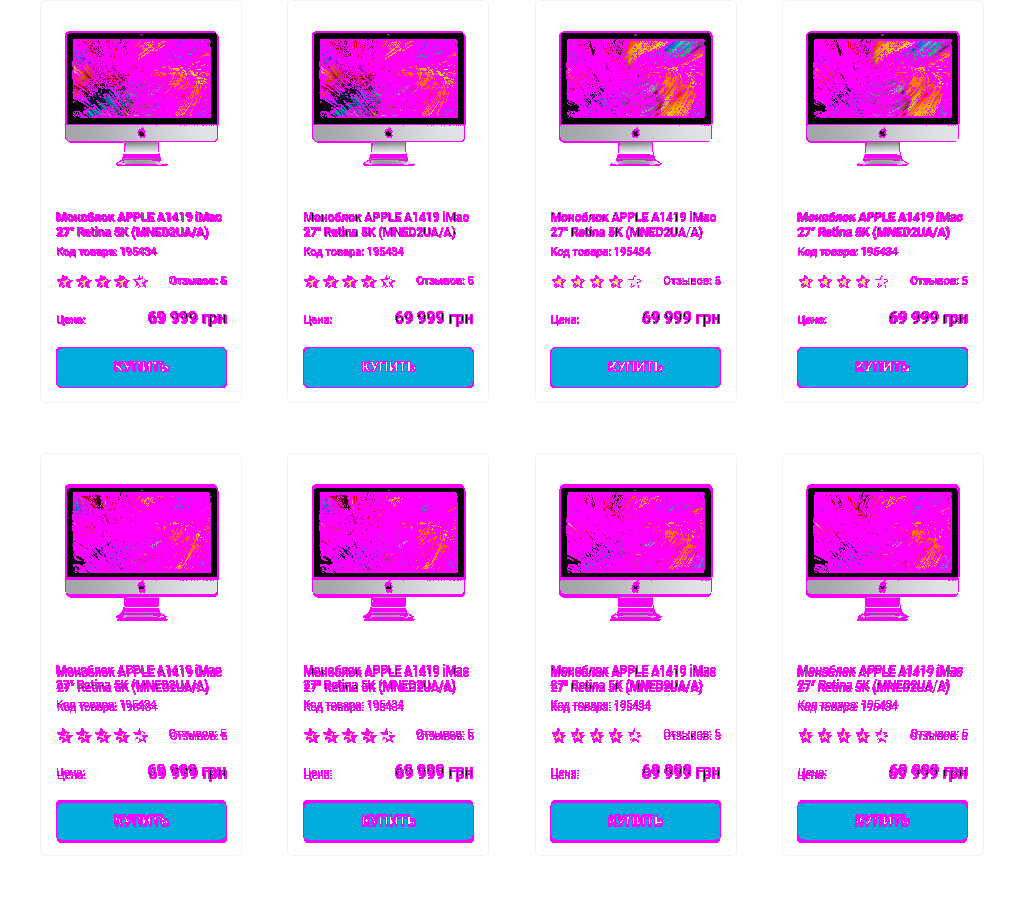 Моноблок APPLE A1419 iMac
27" Retina 5K (MNED2UA/A)
Код товара: 195434
Отзывов: 5
Цена: 69 999 грн
КУПИТЬ
Моноблок APPLE A1419 iMac
27" Retina 5K (MNED2UA/A)
Код товара: 195434
Отзывов: 5
Цена: 69 999 грн
КУПИТЬ
Моноблок APPLE A1419 iMac
27" Retina 5K (MNED2UA/A)
Код товара: 195434
Отзывов: 5
Цена: 69 999 грн
КУПИТЬ
Моноблок APPLE A1419 iMac
27" Retina 5K (MNED2UA/A)
Код товара: 195434
Отзывов: 5
Цена: 69 999 грн
КУПИТЬ
Моноблок APPLE A1419 iMac
27" Retina 5K (MNED2UA/A)
Код товара: 195434
Отзывов: 5
Цена: 69 999 грн
КУПИТЬ
Моноблок APPLE A1419 iMac
27" Retina 5K (MNED2UA/A)
Код товара: 195434
Отзывов: 5
Цена: 69 999 грн
КУПИТЬ
Моноблок APPLE A1419 iMac
27" Retina 5K (MNED2UA/A)
Код товара: 195434
Отзывов: 5
Цена: 69 999 грн
КУПИТЬ
Моноблок APPLE A1419 iMac
27" Retina 5K (MNED2UA/A)
Код товара: 195434
Отзывов: 5
Цена: 69 999 грн
КУПИТЬ